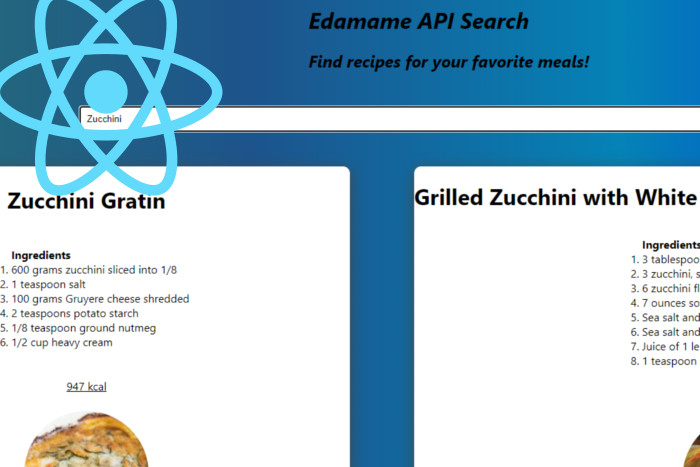 Edamame API Search
Find recipes for your favorite meals!
Zucchini
Zucchini Gratin
Ingredients
1. 600 grams zucchini sliced into 1/8
2. 1 teaspoon salt
3. 100 grams Gruyere cheese shredded
4. 2 teaspoons potato starch
5. 1/8 teaspoon ground nutmeg
6. 1/2 cup heavy cream
947 kcal
Grilled Zucchini with White
Ingredients
1. 3
2. 3 zucchini,
3. 6 zucchini
4. 7 ounces
5. Sea salt and
6. Sea salt and
7. Juice of 1
8. 1 teaspoon